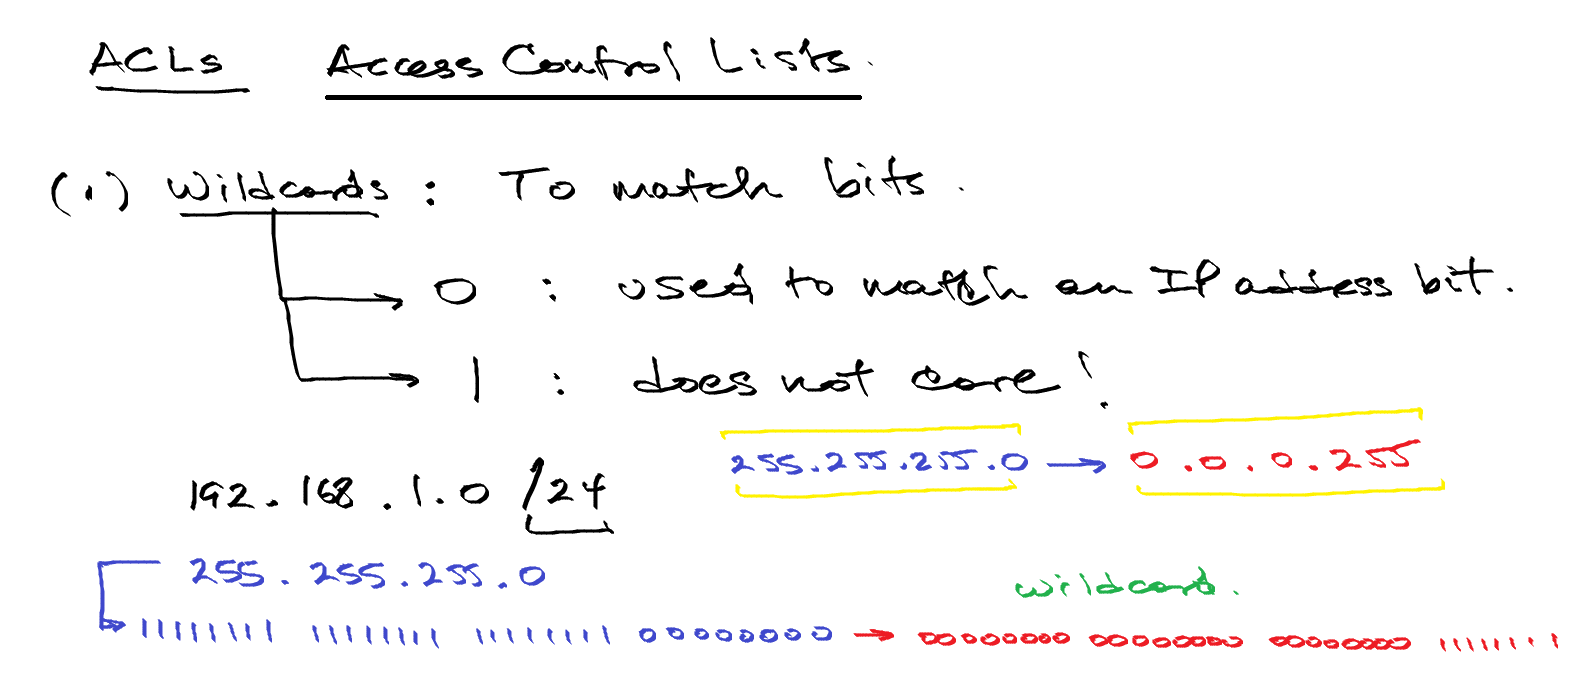 ACLs Access Control Lists.
(1) Wildcards : To match bits.
0 : used to match an IP address bit.
1 : does not care!
255.255.255.0 → 0.0.0.255
192.168.1.0 /24
255.255.255.0
wildcard.
11111111 11111111 11111111 00000000 → 00000000 00000000 00000000 11111111